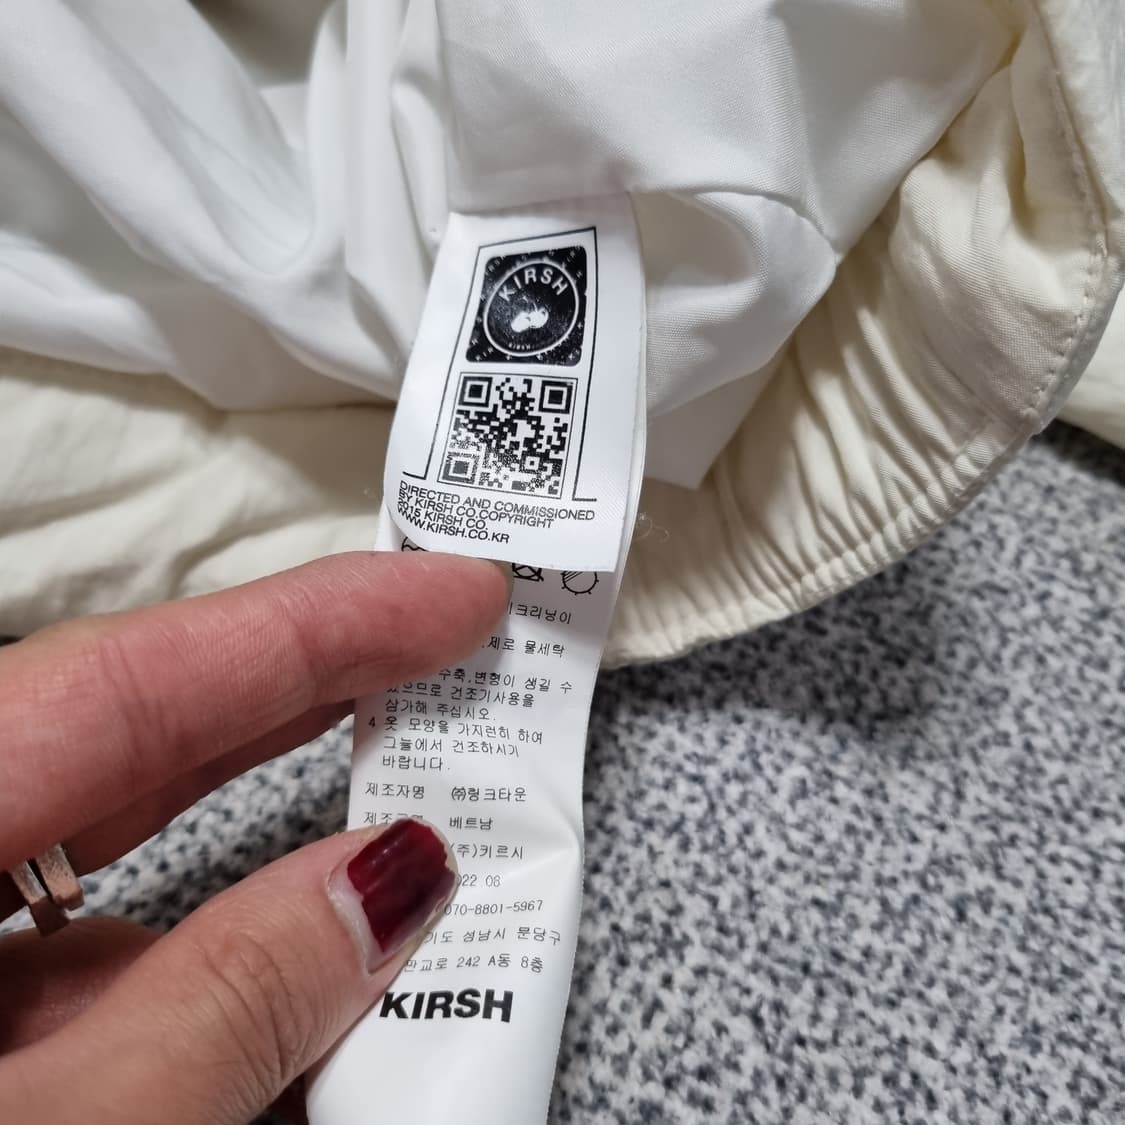 KIRSH
DIRECTED AND COMMISSIONED
BY KIRSH CO.COPYRIGHT
2015 KIRSH CO.
WWW.KIRSH.CO.KR
크리닝이
제로 물세탁
수축,변형이 생길 수
있으므로 건조기사용을
삼가해 주십시오.
4 옷 모양을 가지런히 하여
그늘에서 건조하시기
바랍니다.
제조자명 ㈜링크타운
베트남
(주)키르시
22 08
070-8801-5967
기도 성남시 분당구
판교로 242 A동 8층
KIRSH